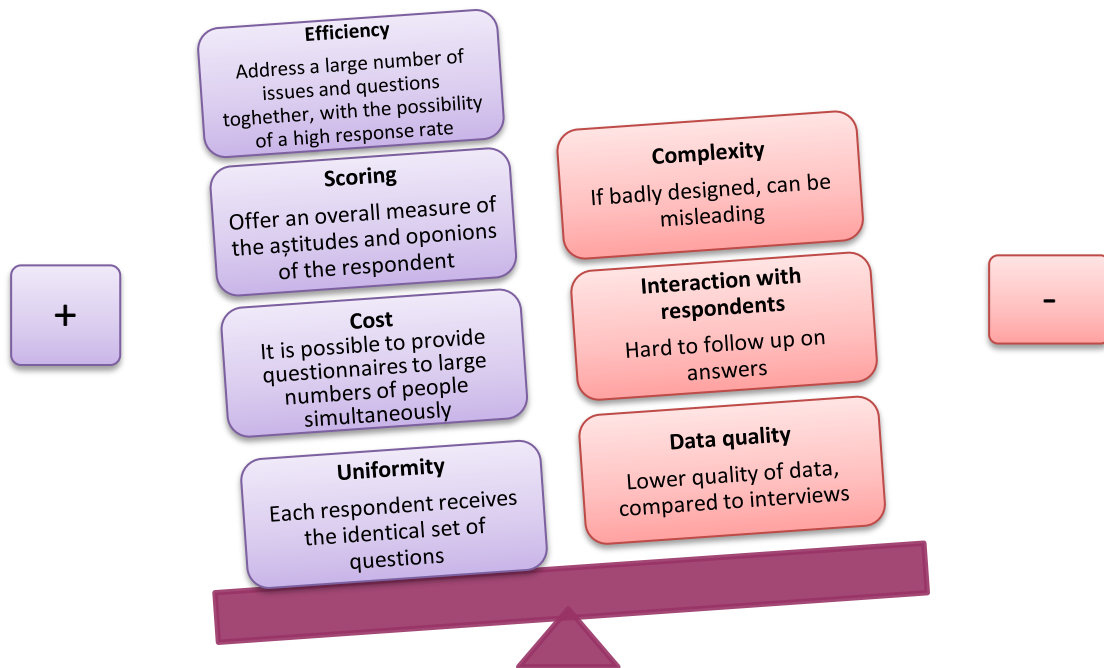 +
Efficiency
Address a large number of
issues and questions
toghether, with the possibility
of a high response rate
Scoring
Offer an overall measure of
the aștitudes and oponions
of the respondent
Cost
It is possible to provide
questionnaires to large
numbers of people
simultaneously
Uniformity
Each respondent receives
the identical set of
questions
Complexity
If badly designed, can be
misleading
Interaction with
respondents
Hard to follow up on
answers
Data quality
Lower quality of data,
compared to interviews
-